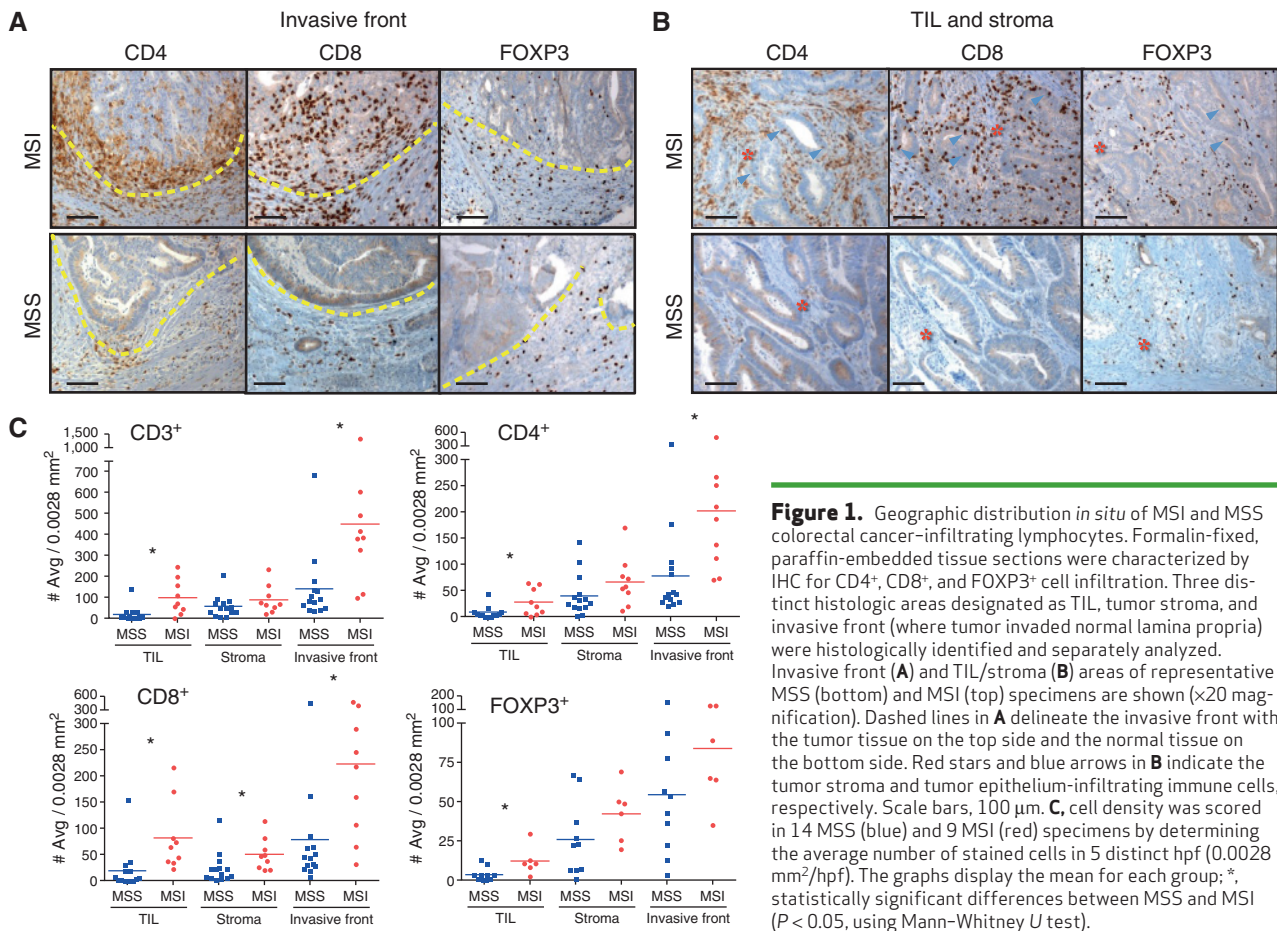 A
Invasive front
CD4 CD8 FOXP3
MSI
MSS
B
TIL and stroma
CD4 CD8 FOXP3
MSI
*
*
*
MSS
*
*
*
C
CD3+
# Avg / 0.0028 mm²
1,500
1,000
700
600
500
400
300
200
100
0
*
*
MSS MSI MSS MSI MSS MSI
TIL Stroma Invasive front
CD4+
# Avg / 0.0028 mm²
600
300
200
150
100
50
0
*
*
MSS MSI MSS MSI MSS MSI
TIL Stroma Invasive front
CD8+
# Avg / 0.0028 mm²
600
300
300
250
200
150
100
50
0
*
*
*
MSS MSI MSS MSI MSS MSI
TIL Stroma Invasive front
FOXP3+
# Avg / 0.0028 mm²
200
100
100
75
50
25
0
*
MSS MSI MSS MSI MSS MSI
TIL Stroma Invasive front
Figure 1. Geographic distribution in situ of MSI and MSS
colorectal cancer–infiltrating lymphocytes. Formalin-fixed,
paraffin-embedded tissue sections were characterized by
IHC for CD4+, CD8+, and FOXP3+ cell infiltration. Three dis-
tinct histologic areas designated as TIL, tumor stroma, and
invasive front (where tumor invaded normal lamina propria)
were histologically identified and separately analyzed.
Invasive front (A) and TIL/stroma (B) areas of representative
MSS (bottom) and MSI (top) specimens are shown (×20 mag-
nification). Dashed lines in A delineate the invasive front with
the tumor tissue on the top side and the normal tissue on
the bottom side. Red stars and blue arrows in B indicate the
tumor stroma and tumor epithelium-infiltrating immune cells,
respectively. Scale bars, 100 μm. C, cell density was scored
in 14 MSS (blue) and 9 MSI (red) specimens by determining
the average number of stained cells in 5 distinct hpf (0.0028
mm²/hpf). The graphs display the mean for each group; *,
statistically significant differences between MSS and MSI
(P < 0.05, using Mann–Whitney U test).